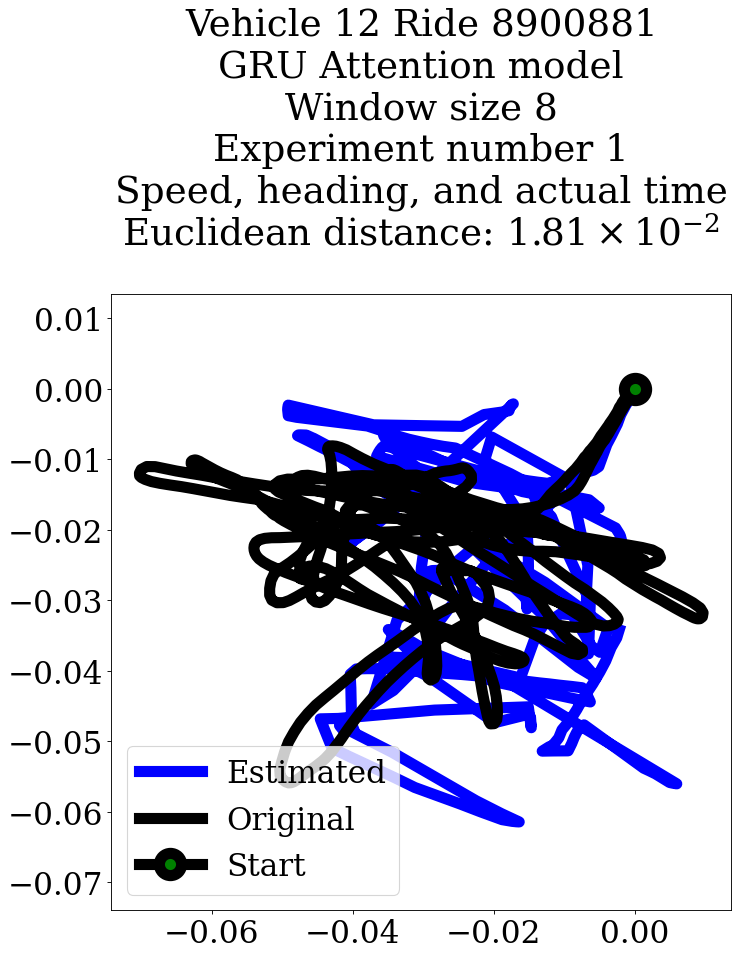 Vehicle 12 Ride 8900881
GRU Attention model
Window size 8
Experiment number 1
Speed, heading, and actual time
Euclidean distance: 1.81 × 10⁻²
0.01
0.00
−0.01
−0.02
−0.03
−0.04
−0.05
−0.06
−0.07
Estimated
Original
Start
−0.06 −0.04 −0.02 0.00